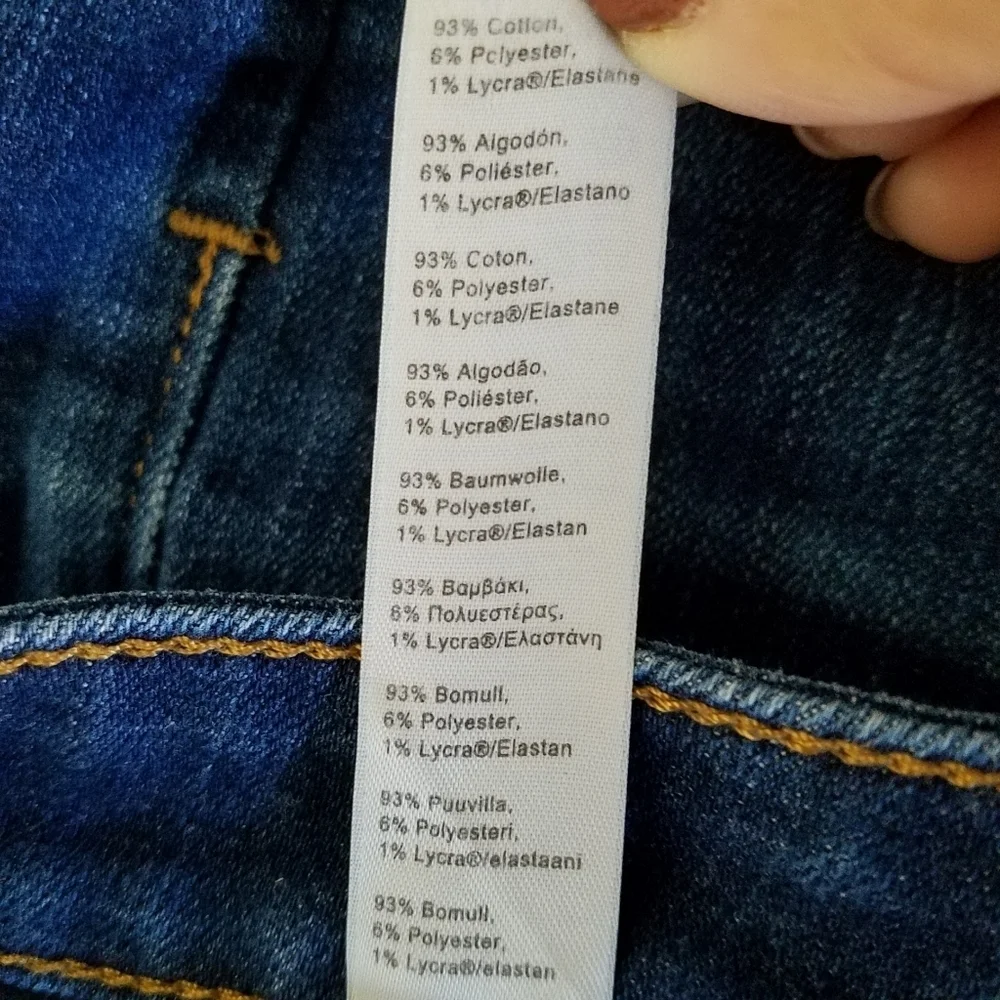 93% Cotton,
6% Polyester,
1% Lycra®/Elastane
93% Algodón,
6% Poliéster,
1% Lycra®/Elastano
93% Coton,
6% Polyester,
1% Lycra®/Elastane
93% Algodão,
6% Poliéster,
1% Lycra®/Elastano
93% Baumwolle,
6% Polyester,
1% Lycra®/Elastan
93% Βαμβάκι,
6% Πολυεστέρας,
1% Lycra®/Ελαστάνη
93% Bomull,
6% Polyester,
1% Lycra®/Elastan
93% Puuvilla,
6% Polyesteri,
1% Lycra®/elastaani
93% Bomull,
6% Polyester,
1% Lycra®/elastan